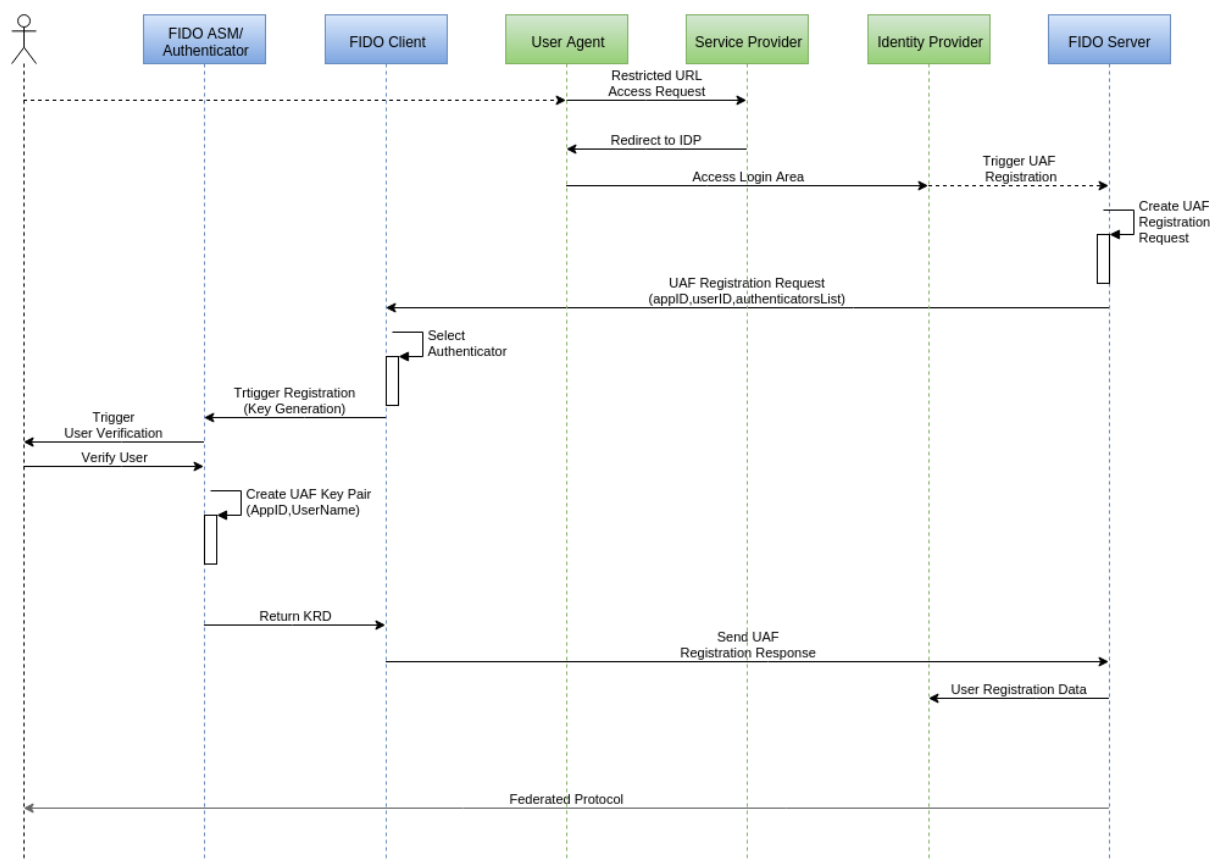 FIDO ASM/
Authenticator
FIDO Client
User Agent
Service Provider
Identity Provider
FIDO Server
Restricted URL
Access Request
Redirect to IDP
Access Login Area
Trigger UAF
Registration
Create UAF
Registration
Request
UAF Registration Request
(appID,userID,authenticatorsList)
Select
Authenticator
Trtigger Registration
(Key Generation)
Trigger
User Verification
Verify User
Create UAF Key Pair
(AppID,UserName)
Return KRD
Send UAF
Registration Response
User Registration Data
Federated Protocol